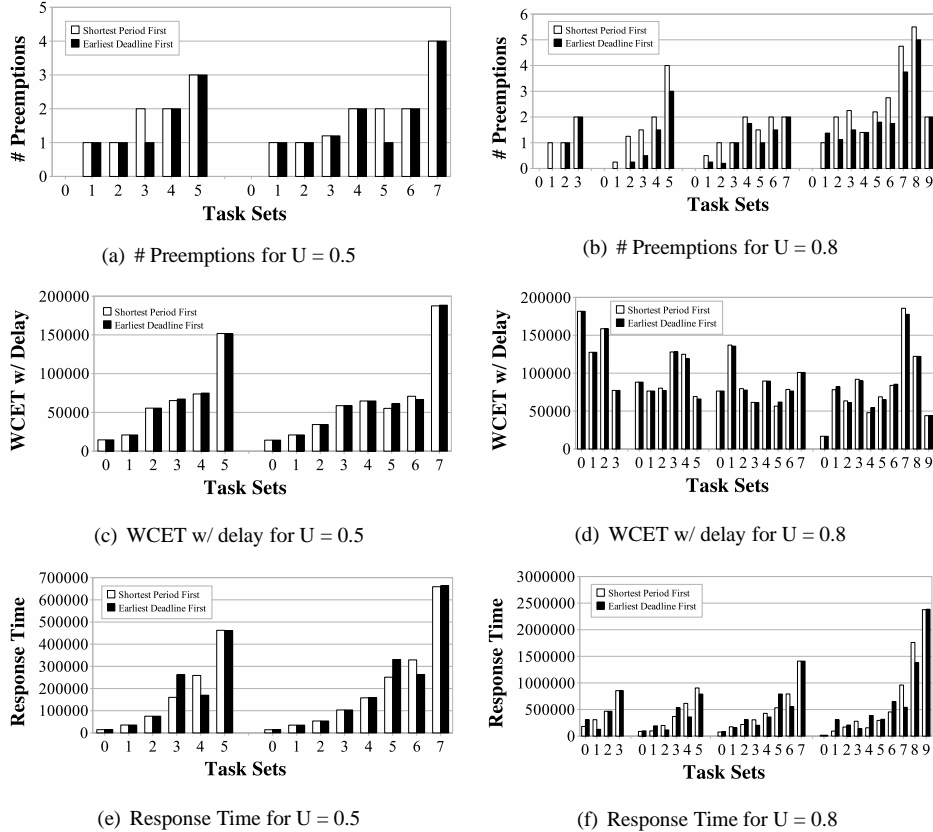 5
4
3
2
1
0
# Preemptions
Shortest Period First
Earliest Deadline First
0 1 2 3 4 5 0 1 2 3 4 5 6 7
Task Sets
(a) # Preemptions for U = 0.5
6
5
4
3
2
1
0
# Preemptions
Shortest Period First
Earliest Deadline First
0 1 2 3 0 1 2 3 4 5 0 1 2 3 4 5 6 7 0 1 2 3 4 5 6 7 8 9
Task Sets
(b) # Preemptions for U = 0.8
200000
150000
100000
50000
0
WCET w/ Delay
Shortest Period First
Earliest Deadline First
0 1 2 3 4 5 0 1 2 3 4 5 6 7
Task Sets
(c) WCET w/ delay for U = 0.5
200000
150000
100000
50000
0
WCET w/ Delay
Shortest Period First
Earliest Deadline First
0 1 2 3 0 1 2 3 4 5 0 1 2 3 4 5 6 7 0 1 2 3 4 5 6 7 8 9
Task Sets
(d) WCET w/ delay for U = 0.8
700000
600000
500000
400000
300000
200000
100000
0
Response Time
Shortest Period First
Earliest Deadline First
0 1 2 3 4 5 0 1 2 3 4 5 6 7
Task Sets
(e) Response Time for U = 0.5
3000000
2500000
2000000
1500000
1000000
500000
0
Response Time
Shortest Period First
Earliest Deadline First
0 1 2 3 0 1 2 3 4 5 0 1 2 3 4 5 6 7 0 1 2 3 4 5 6 7 8 9
Task Sets
(f) Response Time for U = 0.8